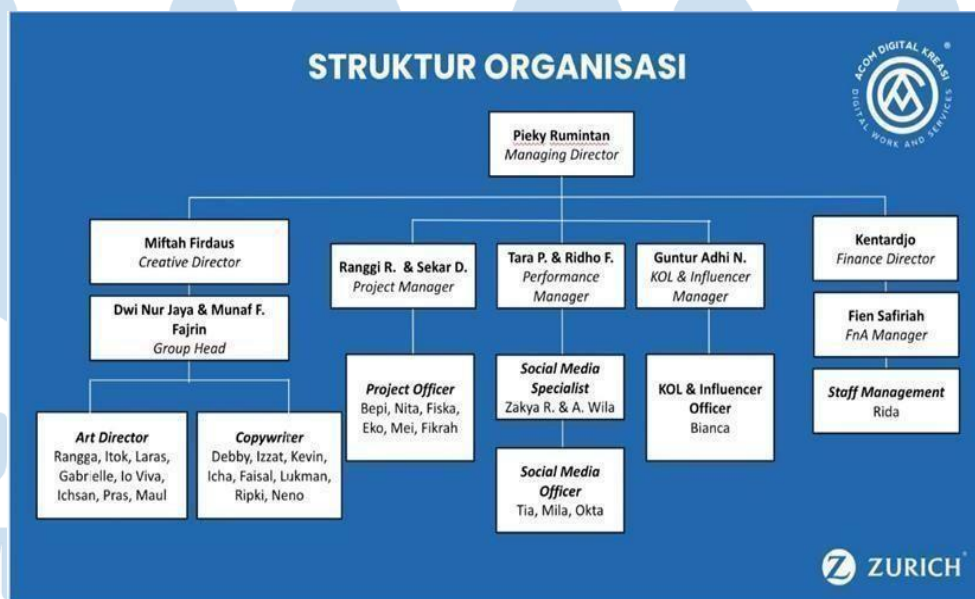 STRUKTUR ORGANISASI
ACOM DIGITAL KREASI
DIGITAL WORK AND SERVICES
®
Pieky Rumintan
Managing Director
Miftah Firdaus
Creative Director
Dwi Nur Jaya & Munaf F.
Fajrin
Group Head
Art Director
Rangga, Itok, Laras,
Gabrielle, Io Viva,
Ichsan, Pras, Maul
Copywriter
Debby, Izzat, Kevin,
Icha, Faisal, Lukman,
Ripki, Neno
Ranggi R. & Sekar D.
Project Manager
Project Officer
Bepi, Nita, Fiska,
Eko, Mei, Fikrah
Tara P. & Ridho F.
Performance
Manager
Social Media
Specialist
Zakya R. & A. Wila
Social Media
Officer
Tia, Mila, Okta
Guntur Adhi N.
KOL & Influencer
Manager
KOL & Influencer
Officer
Bianca
Kentardjo
Finance Director
Fien Safiriah
FnA Manager
Staff Management
Rida
Z ZURICH